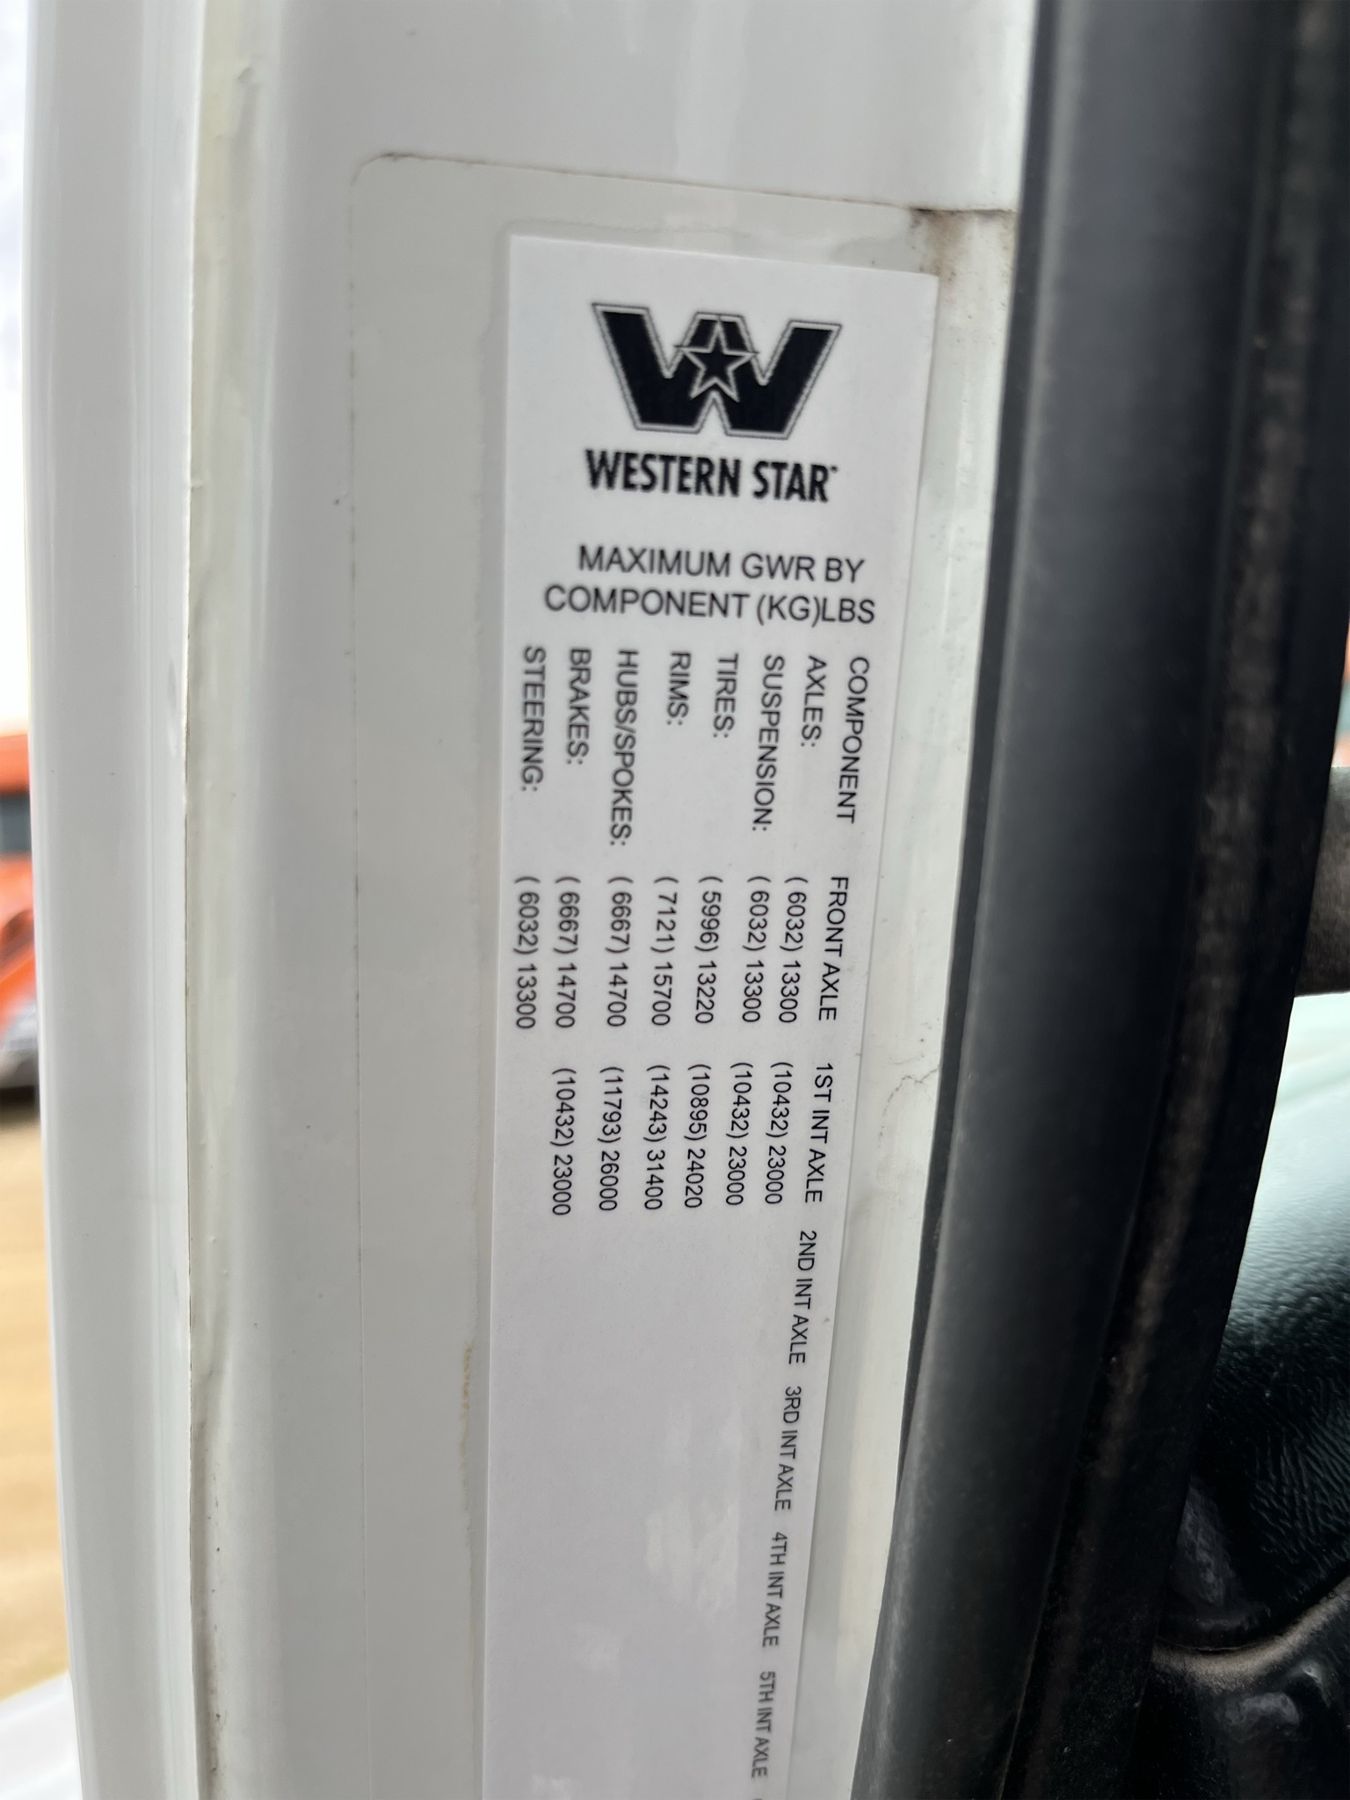 WESTERN STAR
MAXIMUM GWR BY
COMPONENT (KG)LBS
COMPONENT FRONT AXLE 1ST INT AXLE 2ND INT AXLE 3RD INT AXLE 4TH INT AXLE 5TH INT AXLE
AXLES: ( 6032) 13300 (10432) 23000
SUSPENSION: ( 6032) 13300 (10432) 23000
TIRES: ( 5996) 13220 (10895) 24020
RIMS: ( 7121) 15700 (14243) 31400
HUBS/SPOKES: ( 6667) 14700 (11793) 26000
BRAKES: ( 6667) 14700 (10432) 23000
STEERING: ( 6032) 13300